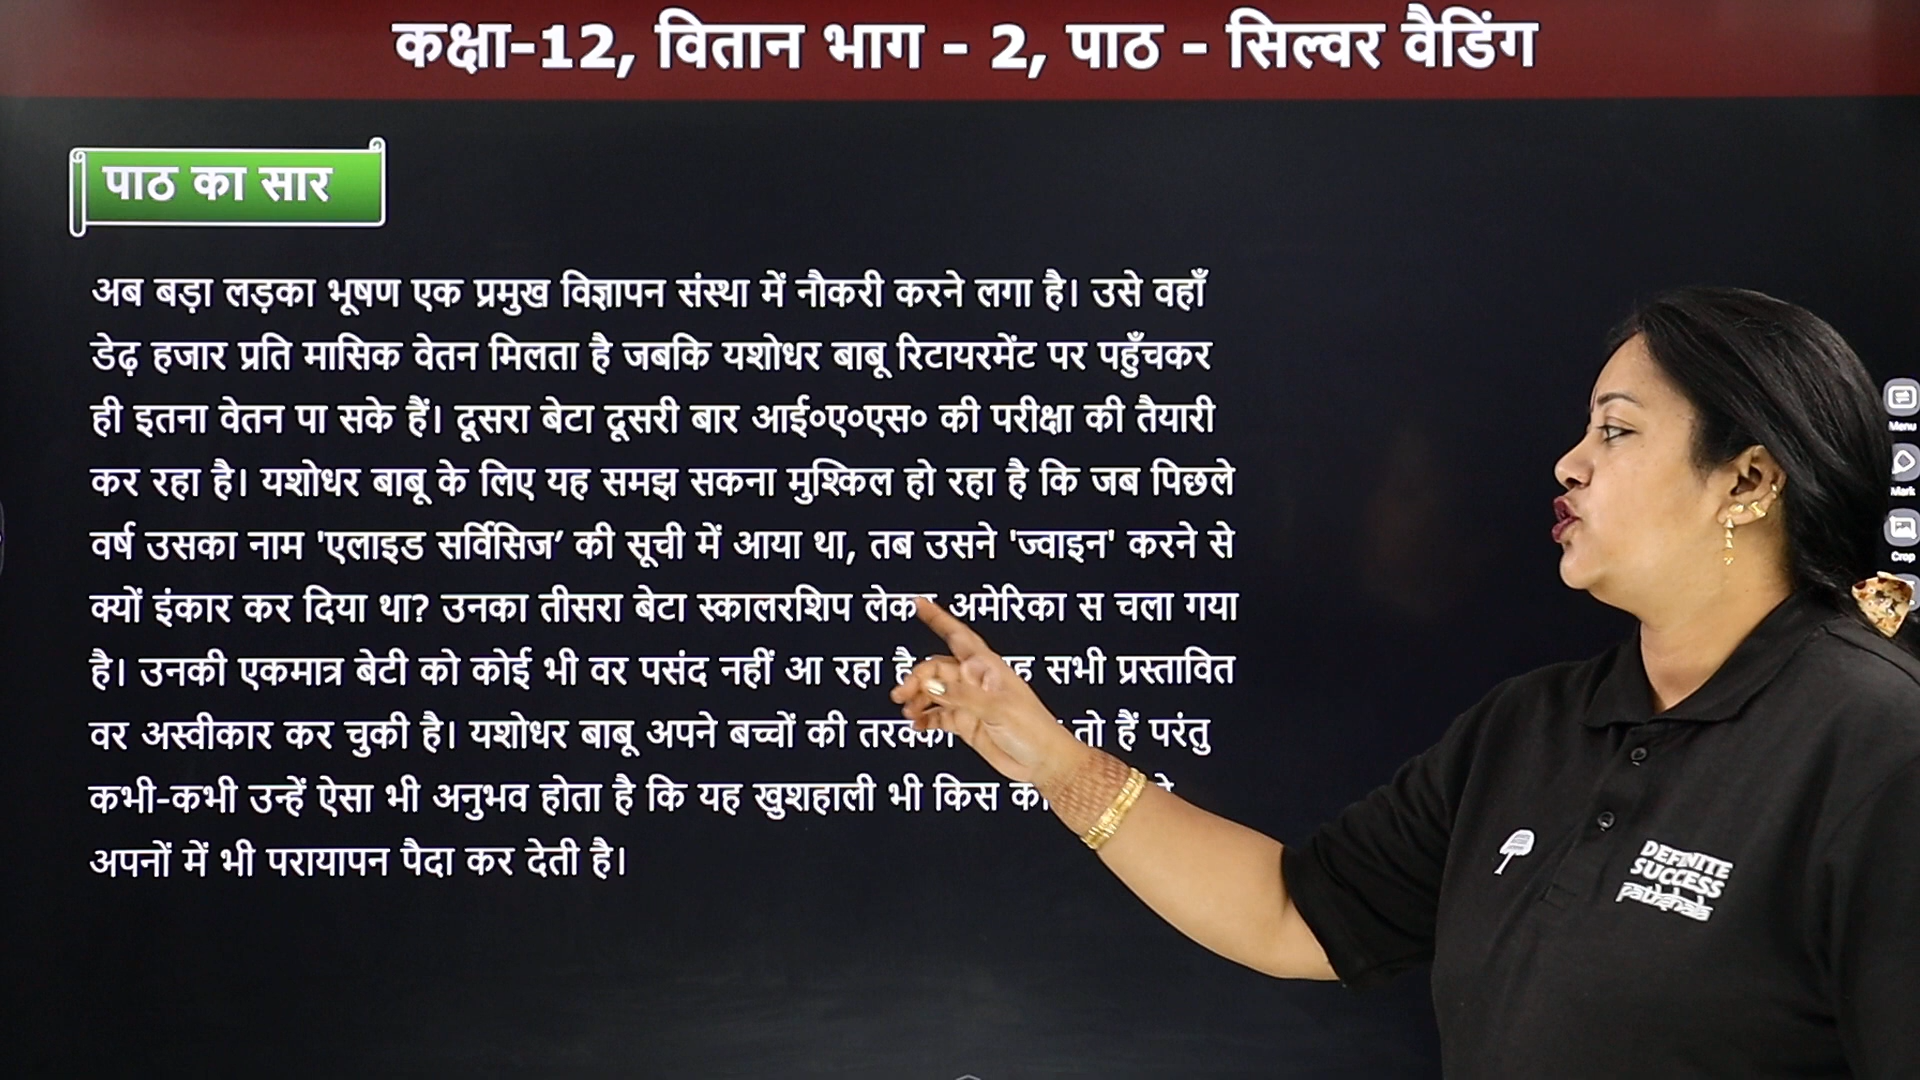 कक्षा-12, वितान भाग - 2, पाठ - सिल्वर वैडिंग
पाठ का सार
अब बड़ा लड़का भूषण एक प्रमुख विज्ञापन संस्था में नौकरी करने लगा है। उसे वहाँ
डेढ़ हजार प्रति मासिक वेतन मिलता है जबकि यशोधर बाबू रिटायरमेंट पर पहुँचकर
ही इतना वेतन पा सके हैं। दूसरा बेटा दूसरी बार आई०ए०एस० की परीक्षा की तैयारी
कर रहा है। यशोधर बाबू के लिए यह समझ सकना मुश्किल हो रहा है कि जब पिछले
वर्ष उसका नाम 'एलाइड सर्विसिज’ की सूची में आया था, तब उसने 'ज्वाइन' करने से
क्यों इंकार कर दिया था? उनका तीसरा बेटा स्कालरशिप लेकर अमेरिका स चला गया
है। उनकी एकमात्र बेटी को कोई भी वर पसंद नहीं आ रहा है सभी प्रस्तावित
वर अस्वीकार कर चुकी है। यशोधर बाबू अपने बच्चों की तो हैं परंतु
कभी-कभी उन्हें ऐसा भी अनुभव होता है कि यह खुशहाली भी किस
अपनों में भी परायापन पैदा कर देती है।
Menu
Mark
Crop
DEFINITE
SUCCESS
pathshala